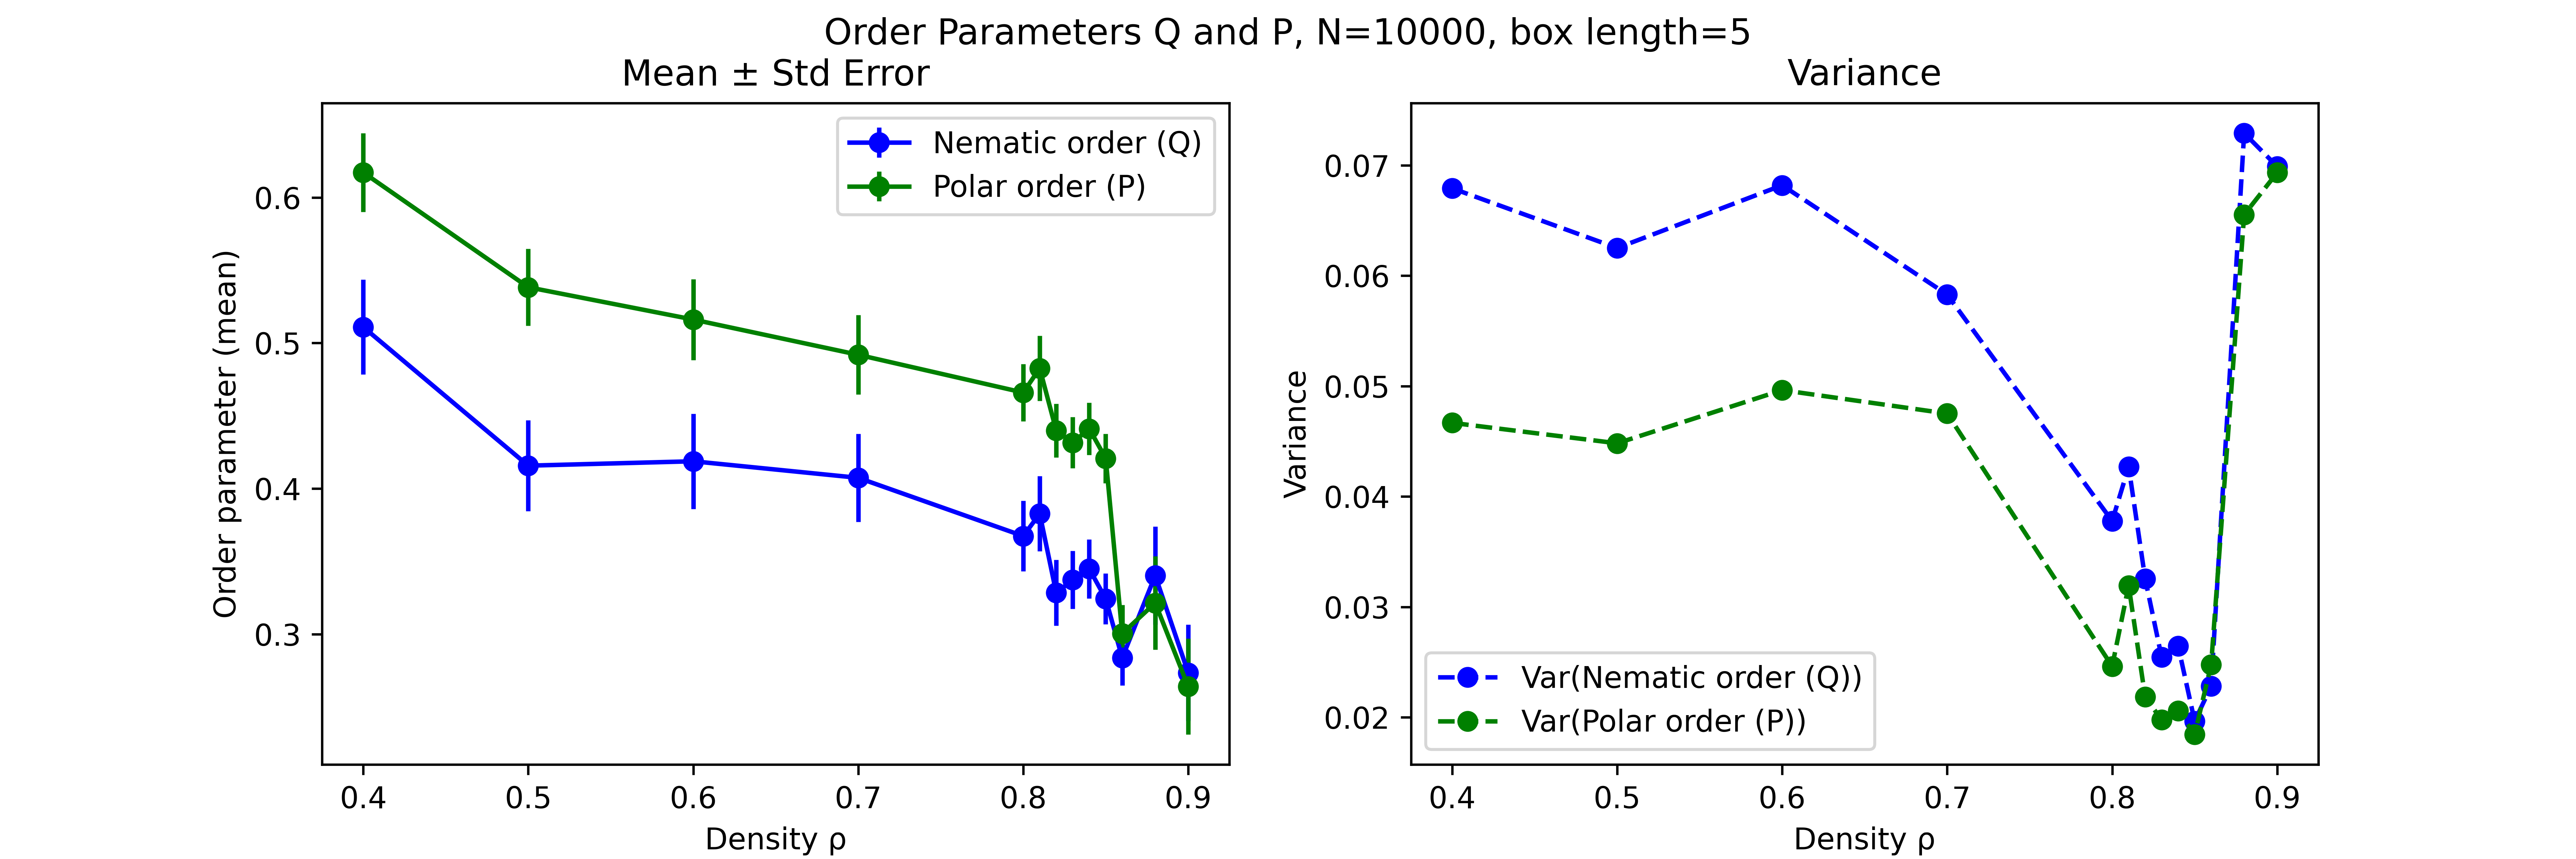 Order Parameters Q and P, N=10000, box length=5
Mean ± Std Error
Nematic order (Q)
Polar order (P)
0.6
0.5
0.4
0.3
Order parameter (mean)
0.4 0.5 0.6 0.7 0.8 0.9
Density ρ
Variance
0.07
0.06
0.05
0.04
0.03
0.02
Variance
Var(Nematic order (Q))
Var(Polar order (P))
0.4 0.5 0.6 0.7 0.8 0.9
Density ρ